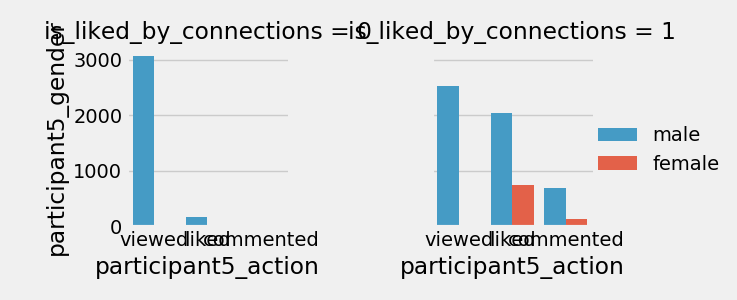 is_liked_by_connections = 0
is_liked_by_connections = 1
participant5_gender
3000
2000
1000
0
viewed
liked
commented
viewed
liked
commented
participant5_action
participant5_action
male
female